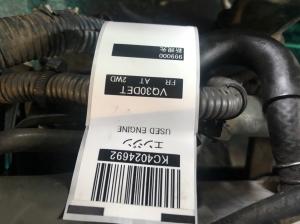 KC4024692
エンジン
USED ENGINE
VQ30DET
FR AT 2WD
999000